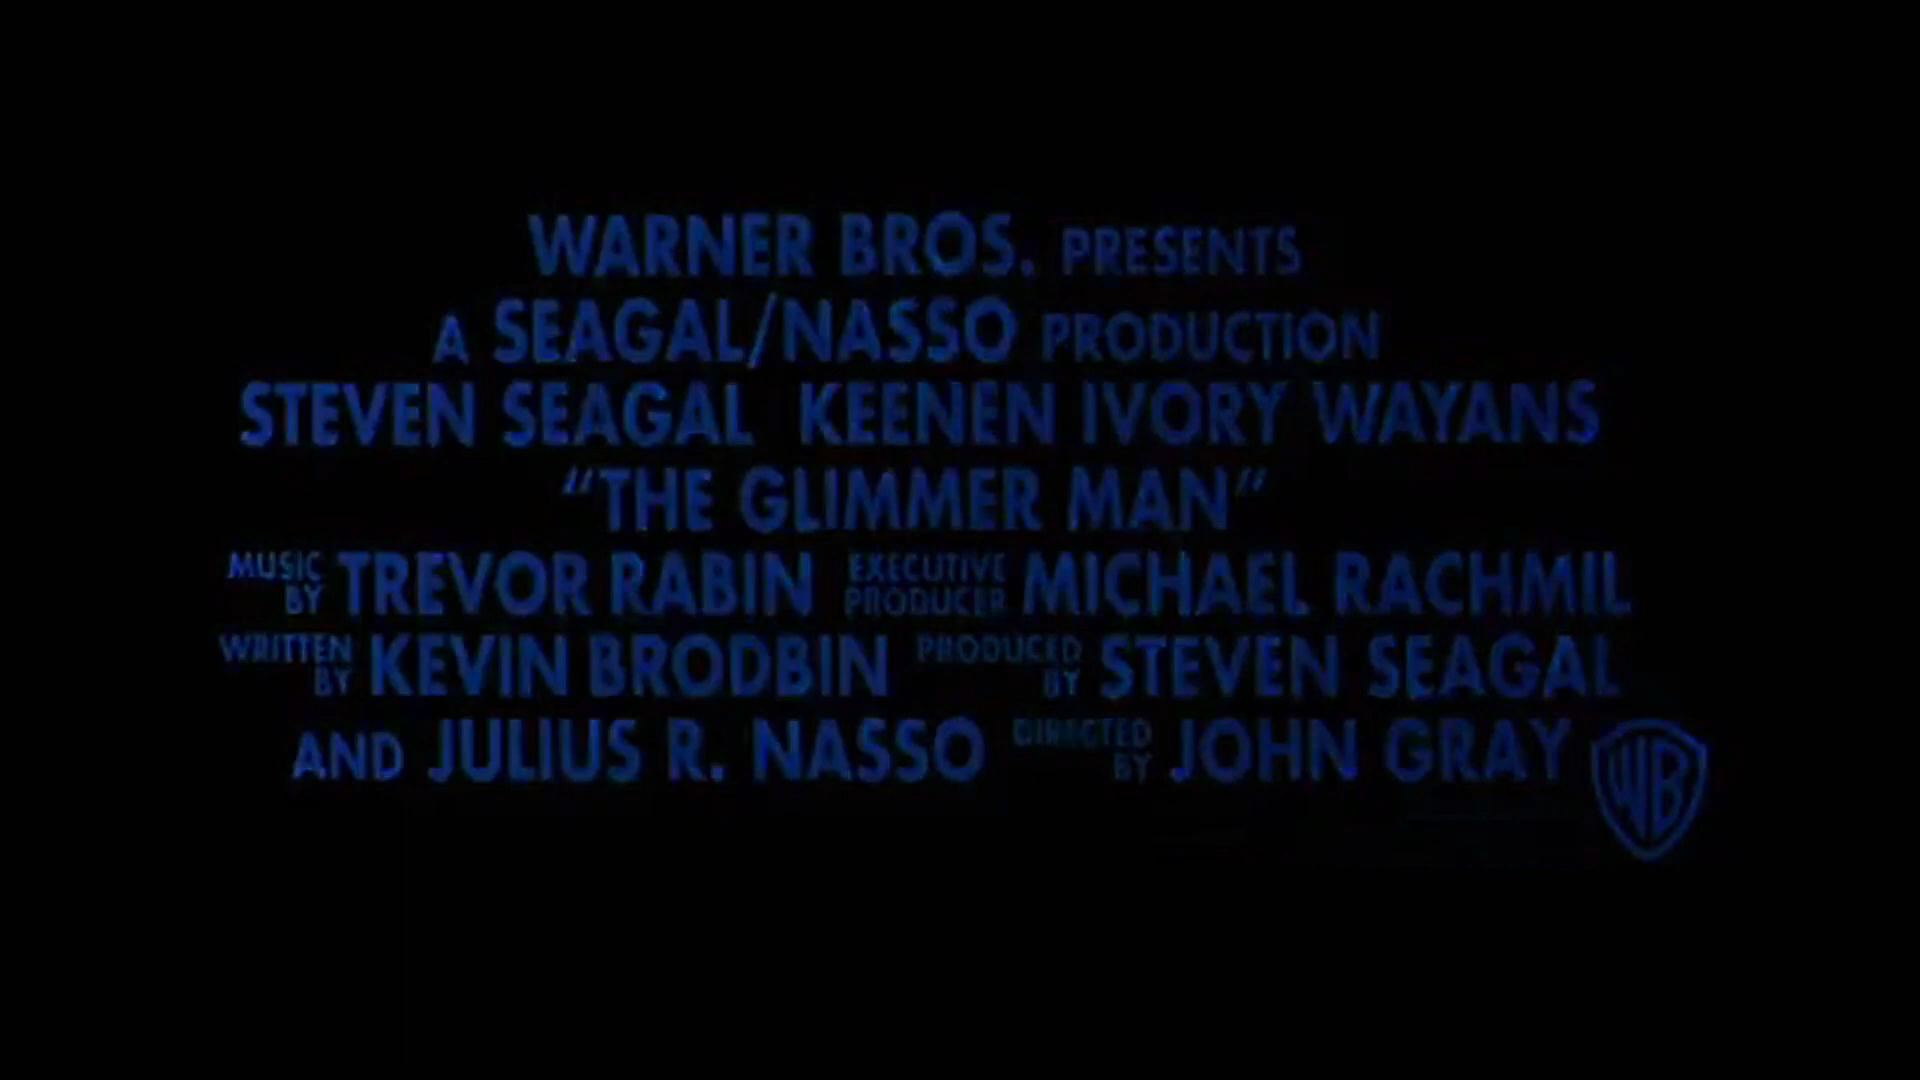 WARNER BROS. PRESENTS
A SEAGAL/NASSO PRODUCTION
STEVEN SEAGAL KEENEN IVORY WAYANS
"THE GLIMMER MAN"
MUSIC BY TREVOR RABIN EXECUTIVE PRODUCER MICHAEL RACHMIL
WRITTEN BY KEVIN BRODBIN PRODUCED BY STEVEN SEAGAL
AND JULIUS R. NASSO DIRECTED BY JOHN GRAY WB